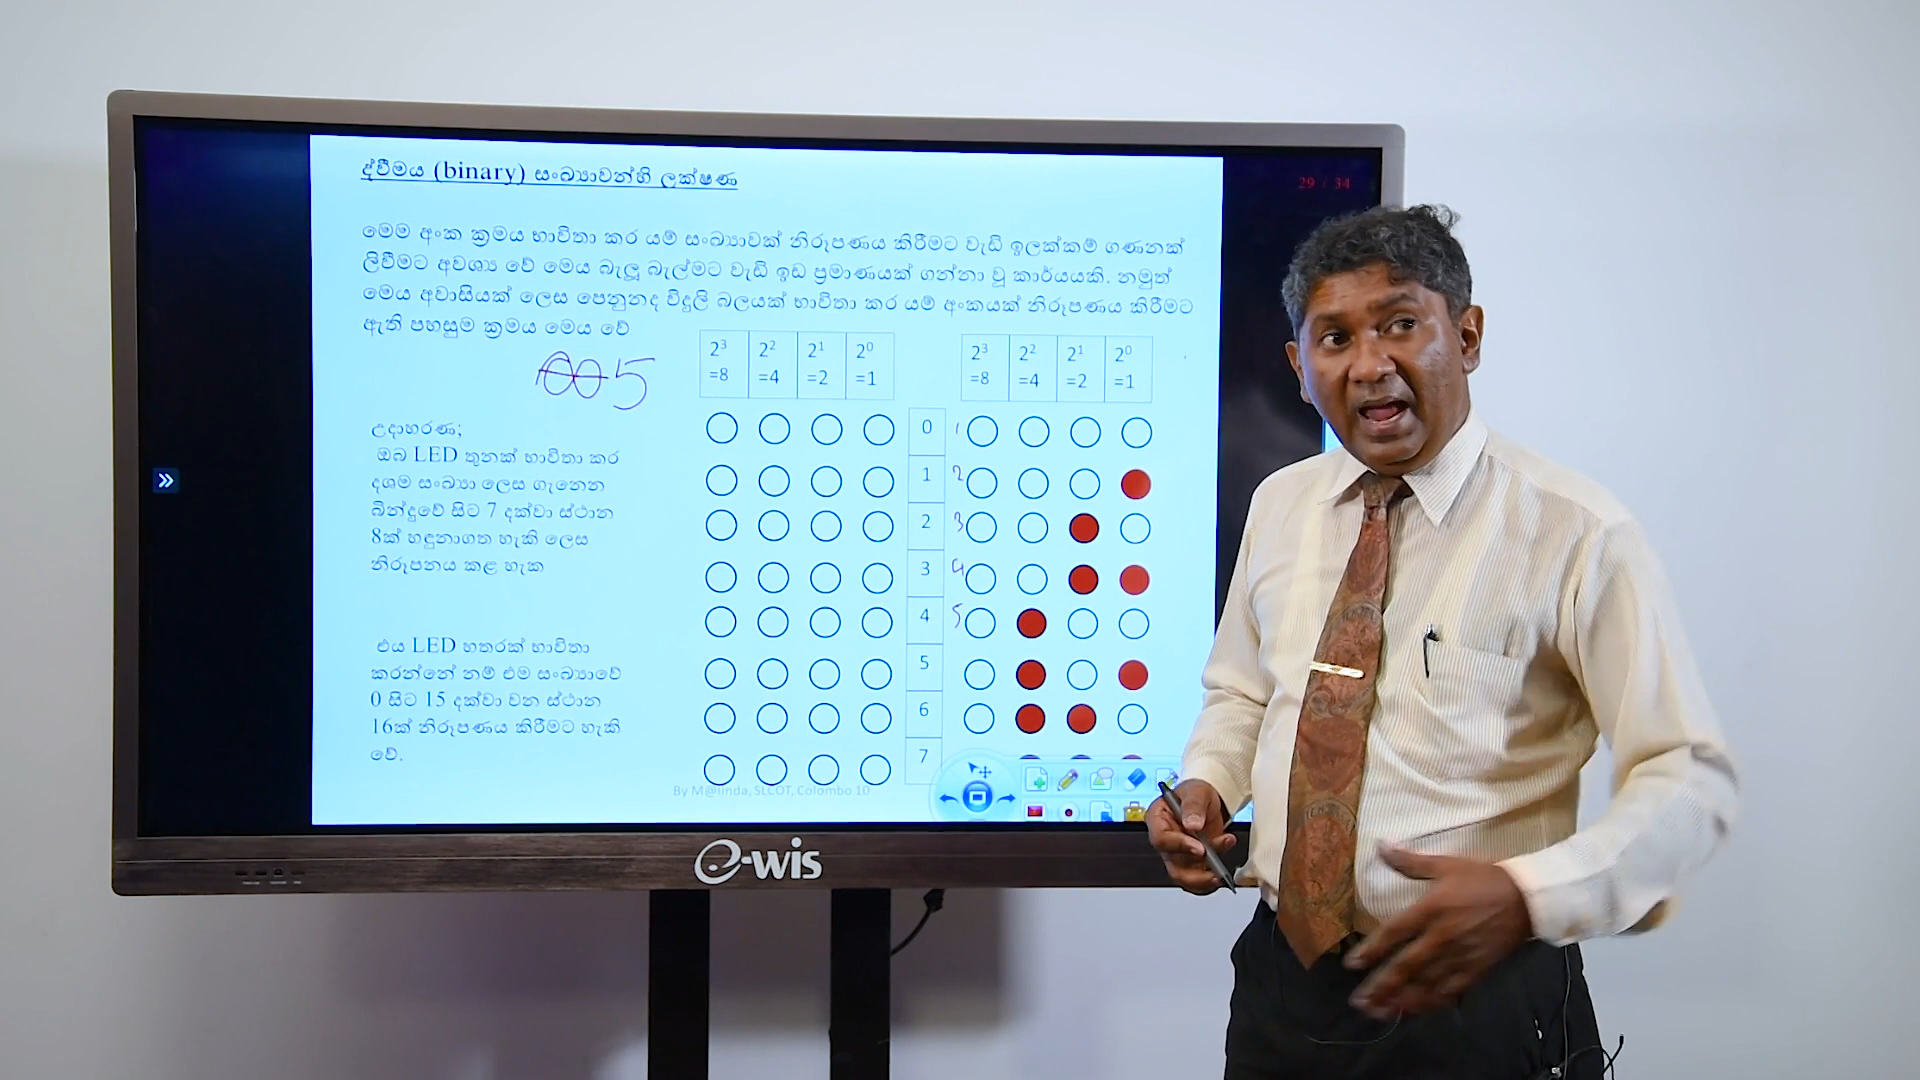 ද්වීමය (binary) සංඛ්‍යාවන්හි ලක්ෂණ
29 / 34
මෙම අංක ක්‍රමය භාවිතා කර යම් සංඛ්‍යාවක් නිරූපණය කිරීමට වැඩි ඉලක්කම් ගණනක්
ලිවීමට අවශ්‍ය වේ මෙය බැලූ බැල්මට වැඩි ඉඩ ප්‍රමාණයක් ගන්නා වූ කාර්යයකි. නමුත්
මෙය අවාසියක් ලෙස පෙනුනද විදුලි බලයක් භාවිතා කර යම් අංකයක් නිරූපණය කිරීමට
ඇති පහසුම ක්‍රමය මෙය වේ
2³ 2² 2¹ 2⁰ 2³ 2² 2¹ 2⁰
=8 =4 =2 =1 =8 =4 =2 =1
5
උදාහරණ;
ඔබ LED තුනක් භාවිතා කර
දශම සංඛ්‍යා ලෙස ගැනෙන
බින්දුවේ සිට 7 දක්වා ස්ථාන
8ක් හඳුනාගත හැකි ලෙස
නිරූපනය කළ හැක
එය LED හතරක් භාවිතා
කරන්නේ නම් එම සංඛ්‍යාවේ
0 සිට 15 දක්වා වන ස්ථාන
16ක් නිරූපණය කිරීමට හැකි
වේ.
0 1
1 2
2 3
3 4
4 5
5
6
7
By M@linda, SLCOT, Colombo 10
e-wis